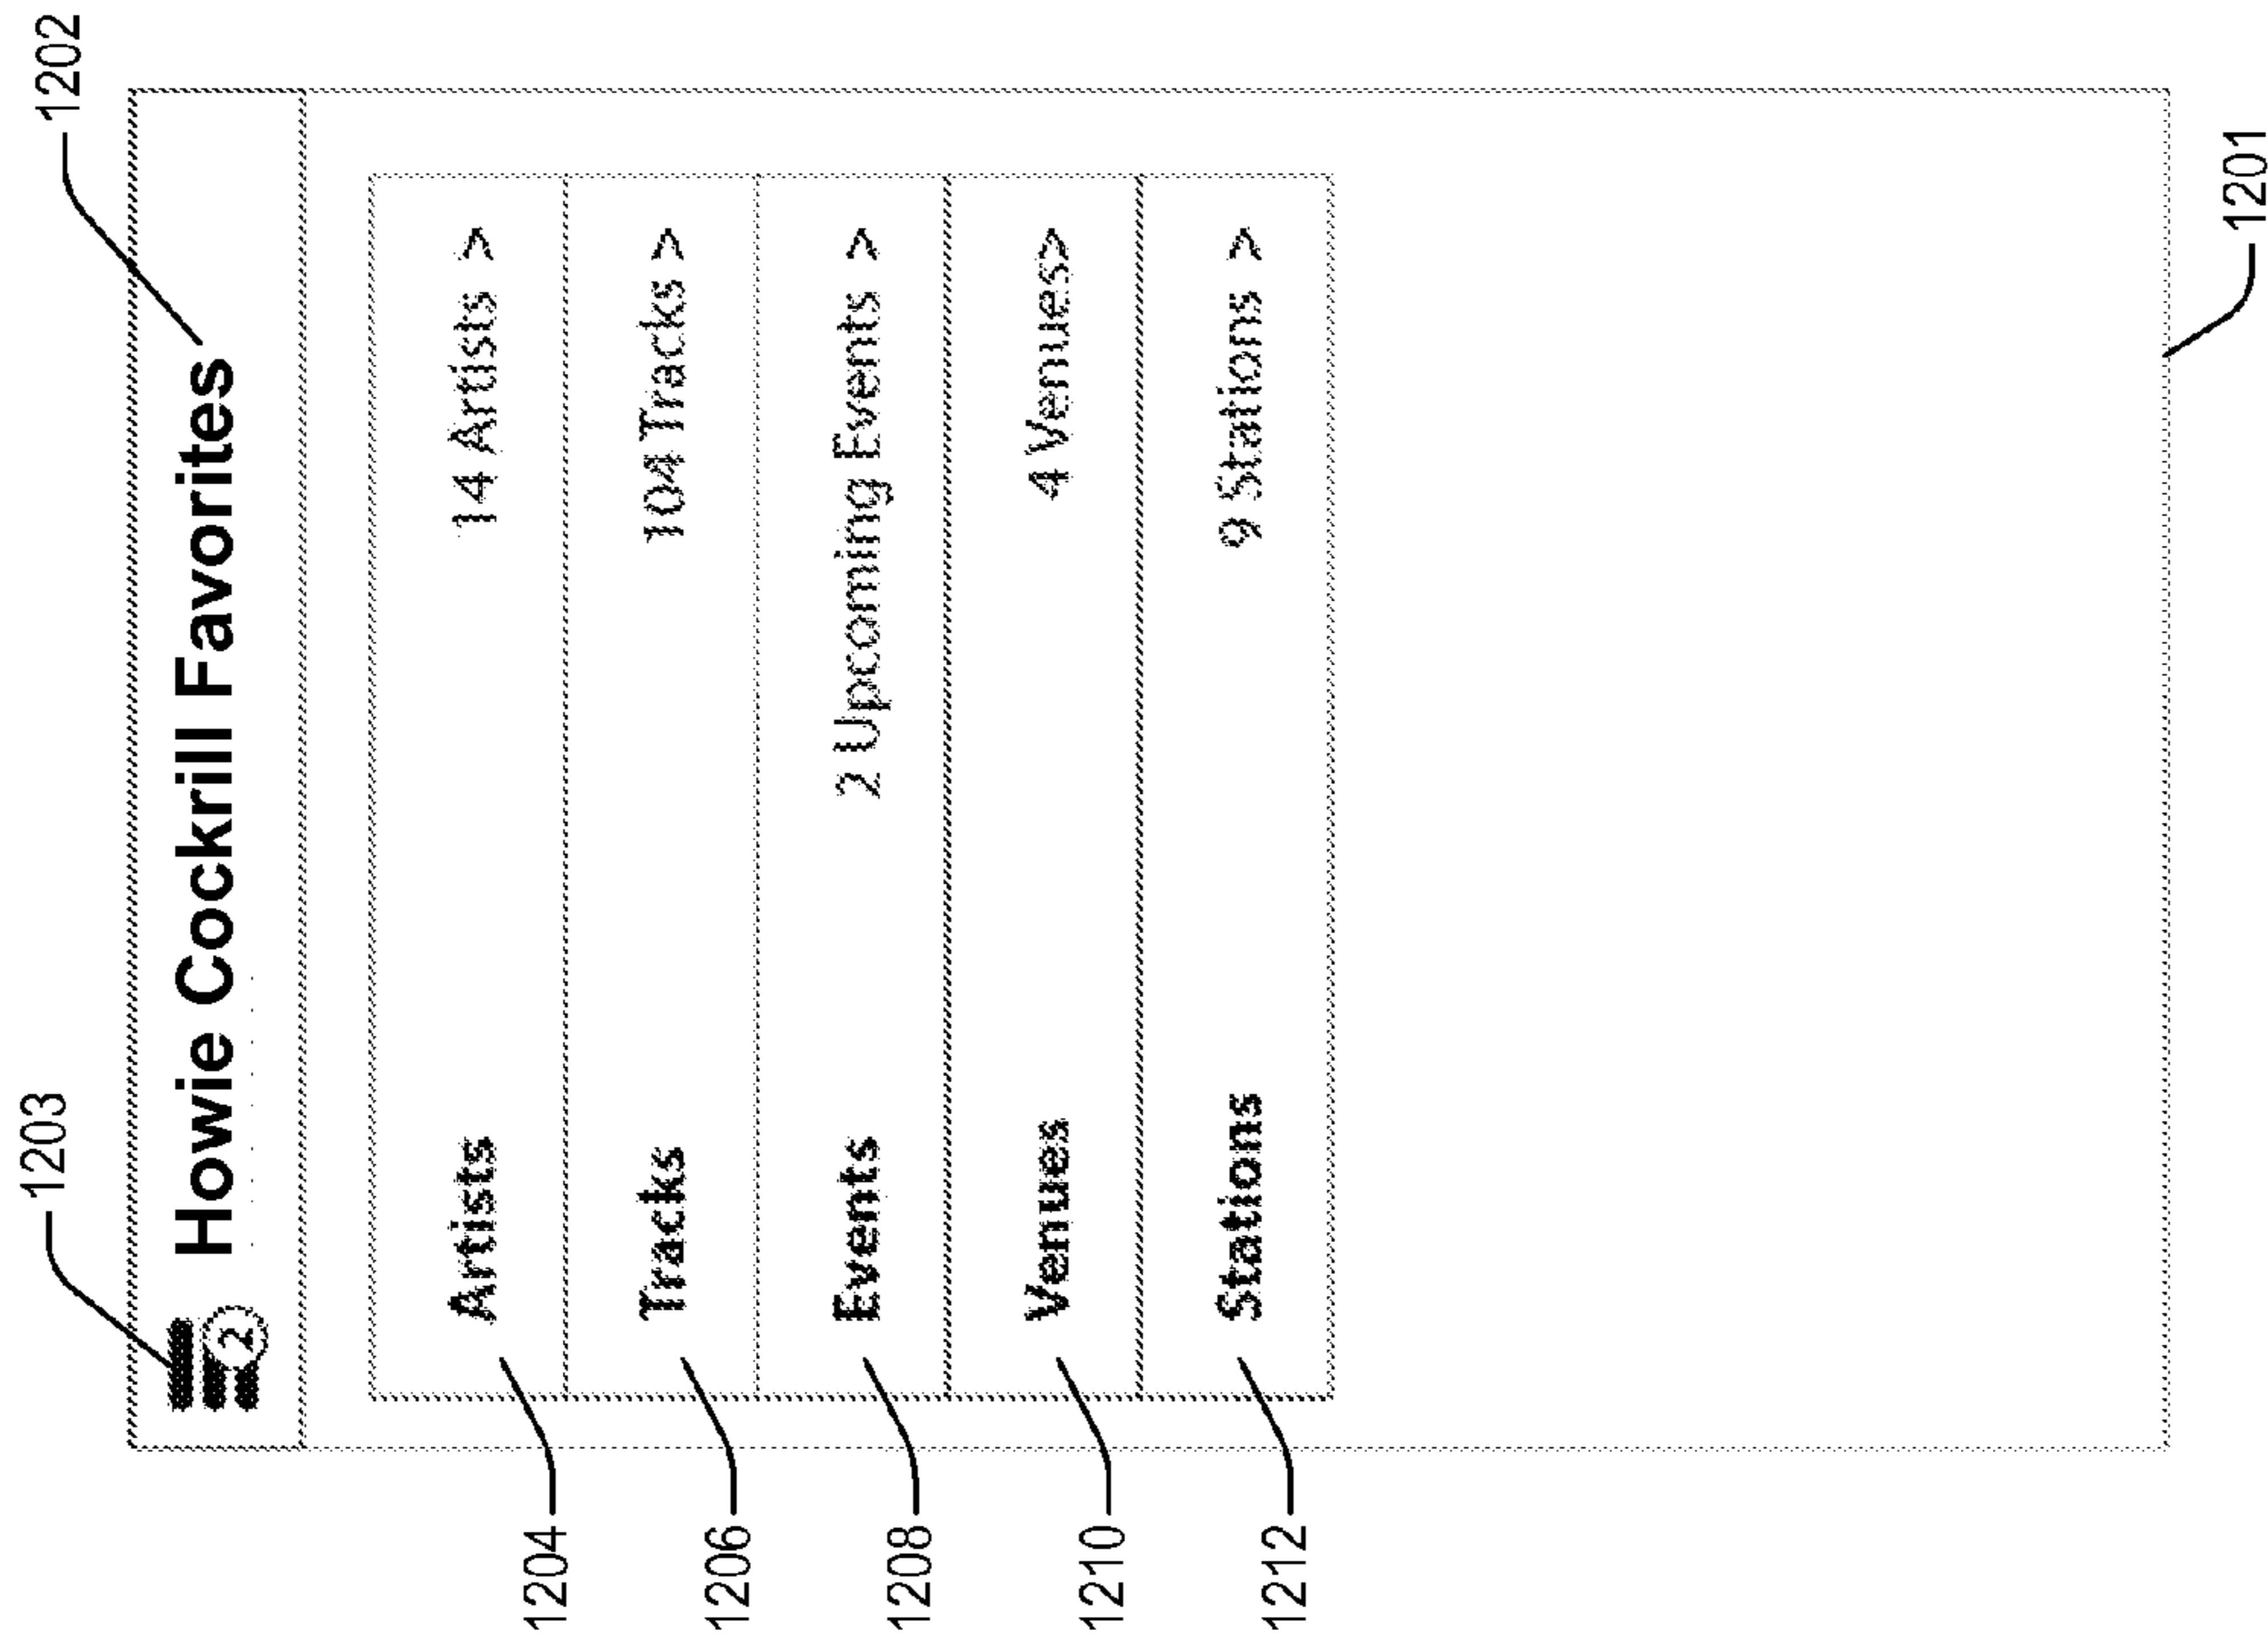 1203
1202
2 Howie Cockrill Favorites
1204 Artists 14 Artists >
1206 Tracks 104 Tracks >
1208 Events 2 Upcoming Events >
1210 Venues 4 Venues>
1212 Stations 9 Stations >
1201